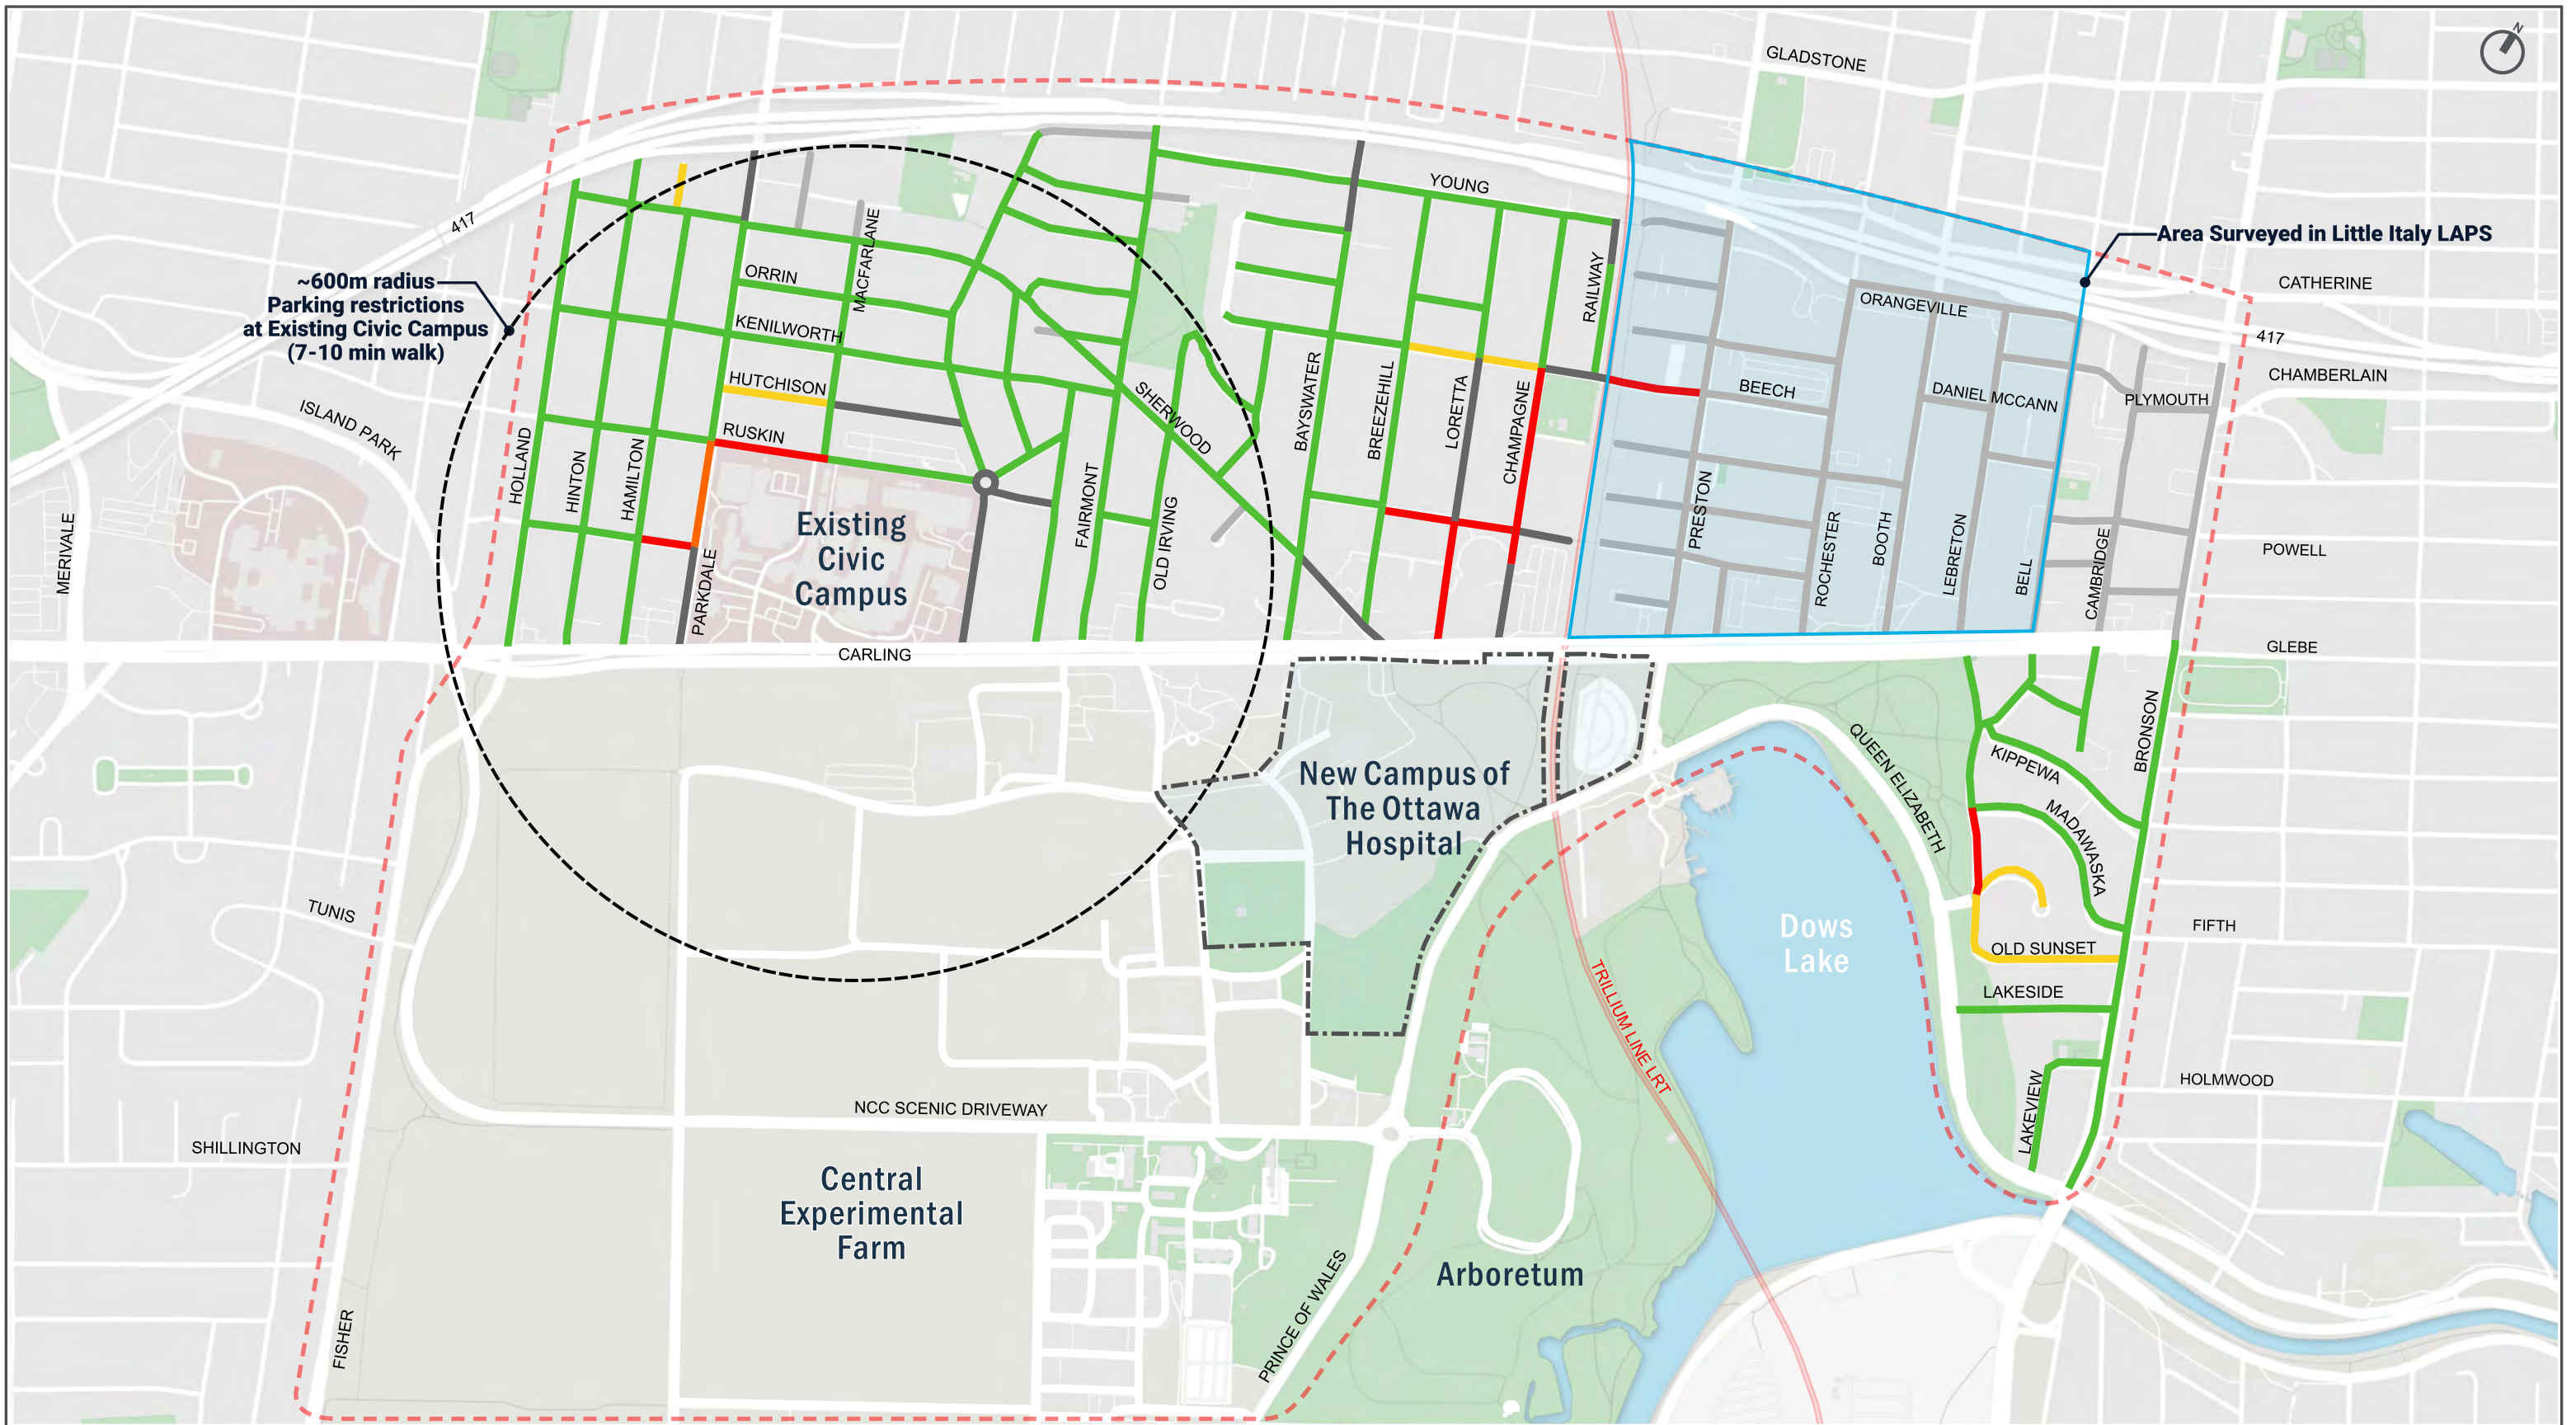 N
GLADSTONE
YOUNG
417
Area Surveyed in Little Italy LAPS
~600m radius
Parking restrictions
at Existing Civic Campus
(7-10 min walk)
CATHERINE
ORRIN
MACFARLANE
RAILWAY
ORANGEVILLE
417
KENILWORTH
CHAMBERLAIN
HUTCHISON
SHERWOOD
BAYSWATER
BREEZEHILL
LORETTA
CHAMPAGNE
BEECH
DANIEL MCCANN
PLYMOUTH
ISLAND PARK
RUSKIN
HOLLAND
HINTON
HAMILTON
FAIRMONT
OLD IRVING
PRESTON
ROCHESTER
BOOTH
LEBRETON
BELL
CAMBRIDGE
POWELL
MERIVALE
PARKDALE
Existing
Civic
Campus
CARLING
GLEBE
BRONSON
QUEEN ELIZABETH
KIPPEWA
MADAWASKA
New Campus of
The Ottawa
Hospital
TUNIS
Dows
Lake
FIFTH
OLD SUNSET
LAKESIDE
TRILLIUM LINE LRT
HOLMWOOD
LAKEVIEW
NCC SCENIC DRIVEWAY
SHILLINGTON
Central
Experimental
Farm
Arboretum
PRINCE OF WALES
FISHER